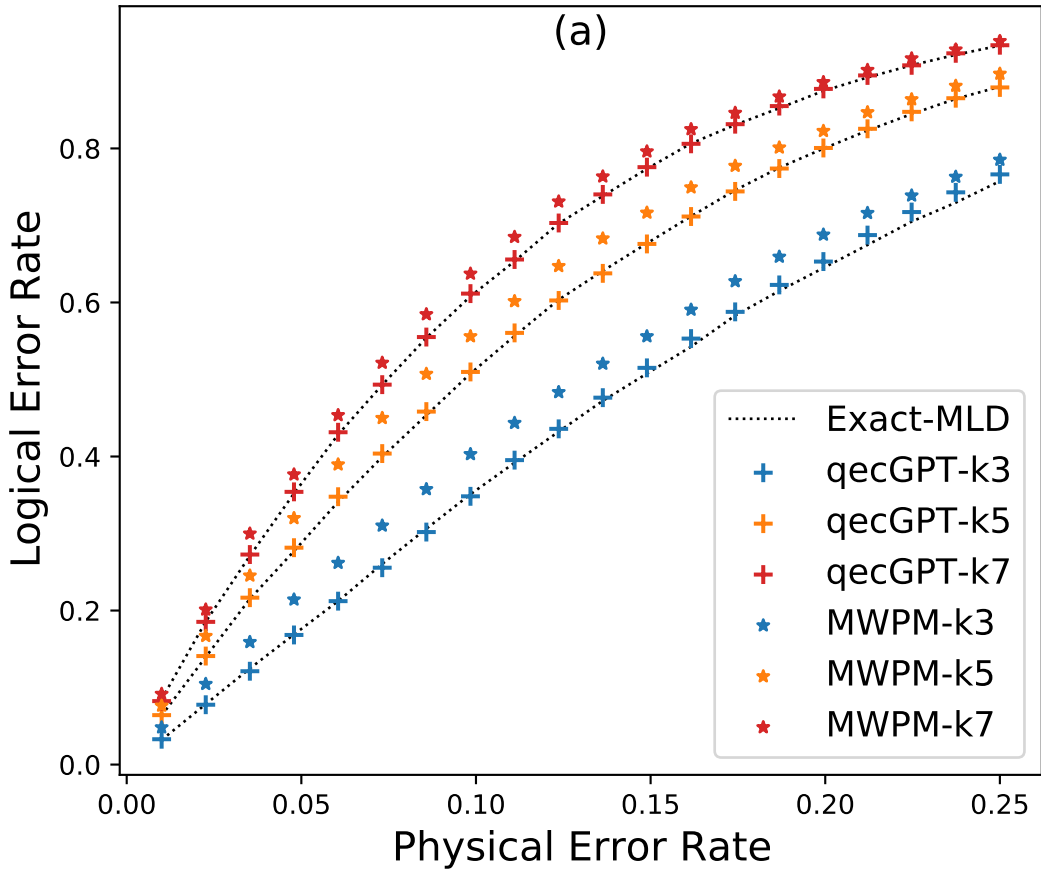 (a)
Logical Error Rate
0.8
0.6
0.4
0.2
0.0
Exact-MLD
qecGPT-k3
qecGPT-k5
qecGPT-k7
MWPM-k3
MWPM-k5
MWPM-k7
0.00 0.05 0.10 0.15 0.20 0.25
Physical Error Rate